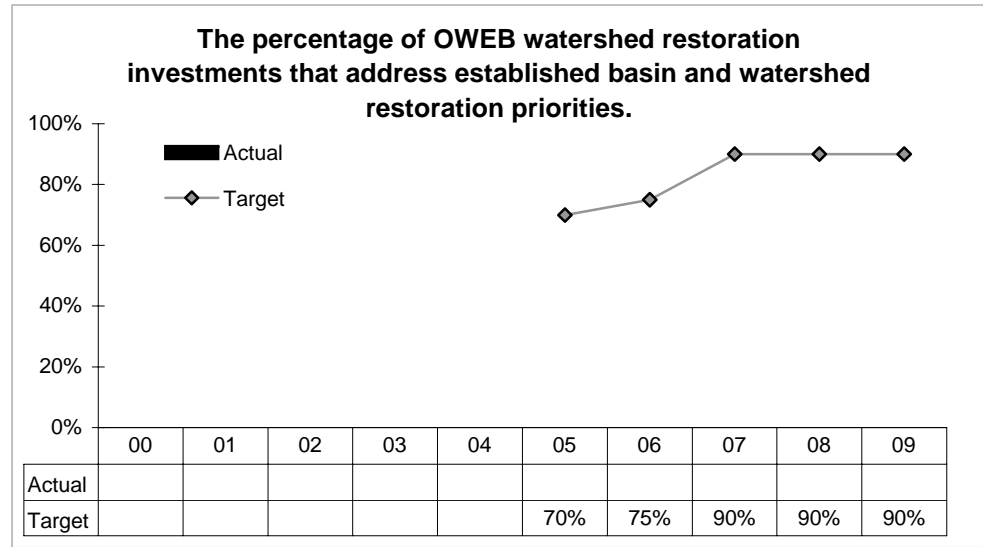 The percentage of OWEB watershed restoration
investments that address established basin and watershed
restoration priorities.
100%
80%
60%
40%
20%
0%
Actual
Target
00 01 02 03 04 05 06 07 08 09
Actual
Target 70% 75% 90% 90% 90%